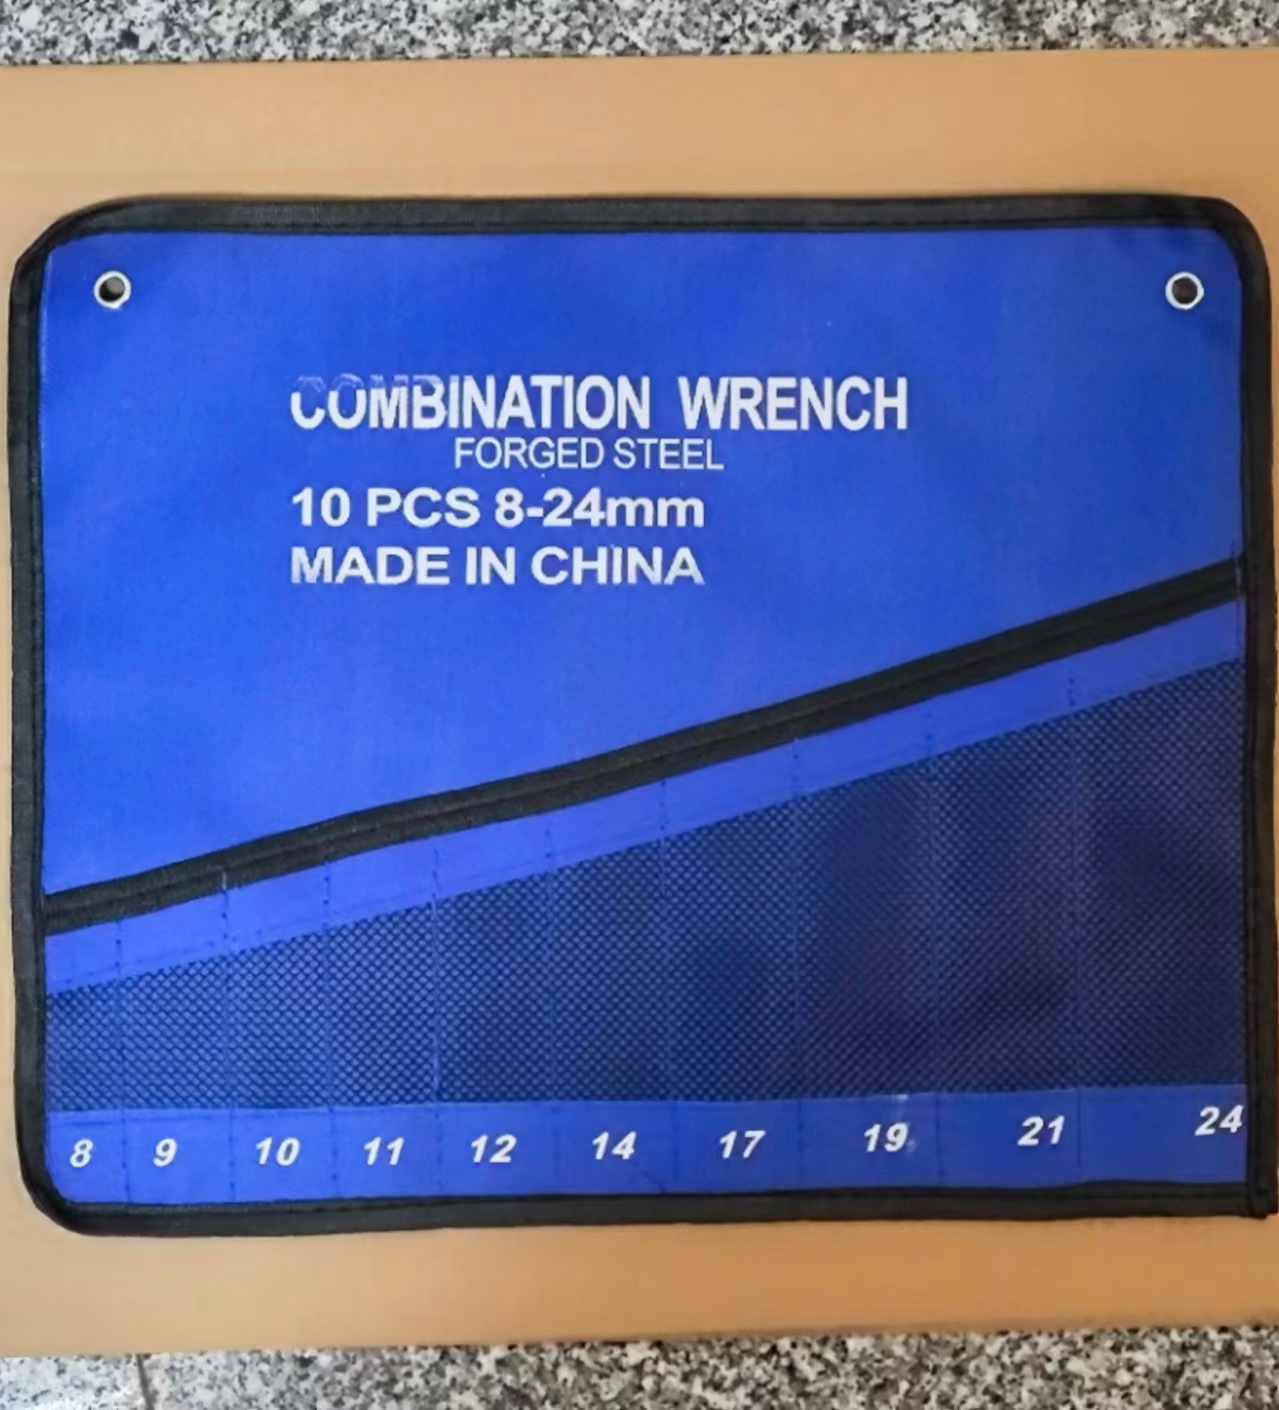 COMBINATION WRENCH
FORGED STEEL
10 PCS 8-24mm
MADE IN CHINA
8 9 10 11 12 14 17 19 21 24